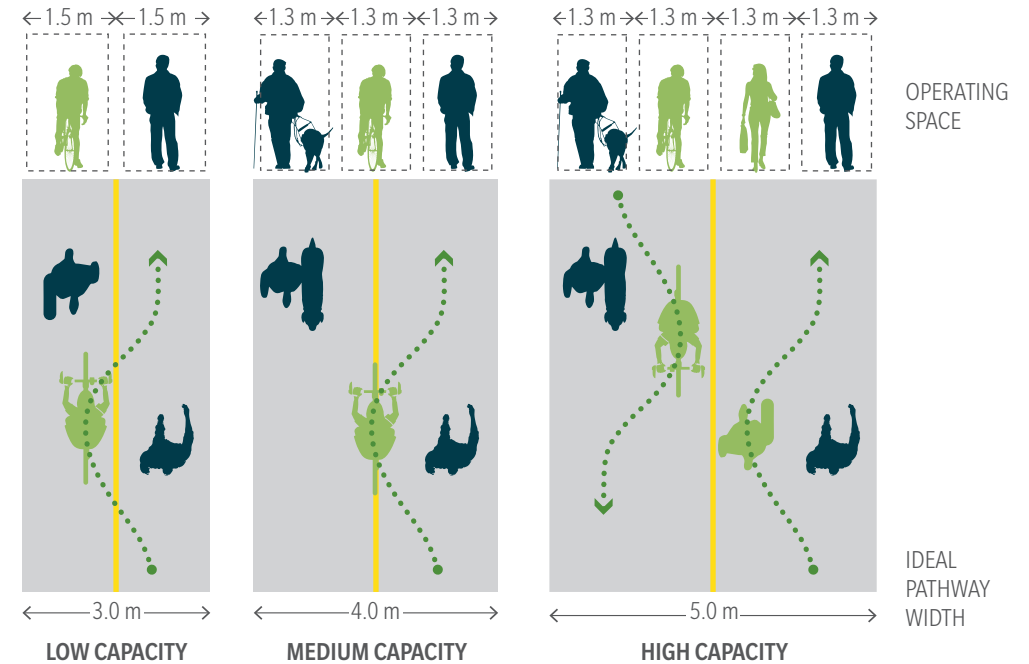 1.5 m 1.5 m 1.3 m 1.3 m 1.3 m 1.3 m 1.3 m 1.3 m 1.3 m
OPERATING
SPACE
IDEAL
PATHWAY
WIDTH
3.0 m 4.0 m 5.0 m
LOW CAPACITY MEDIUM CAPACITY HIGH CAPACITY